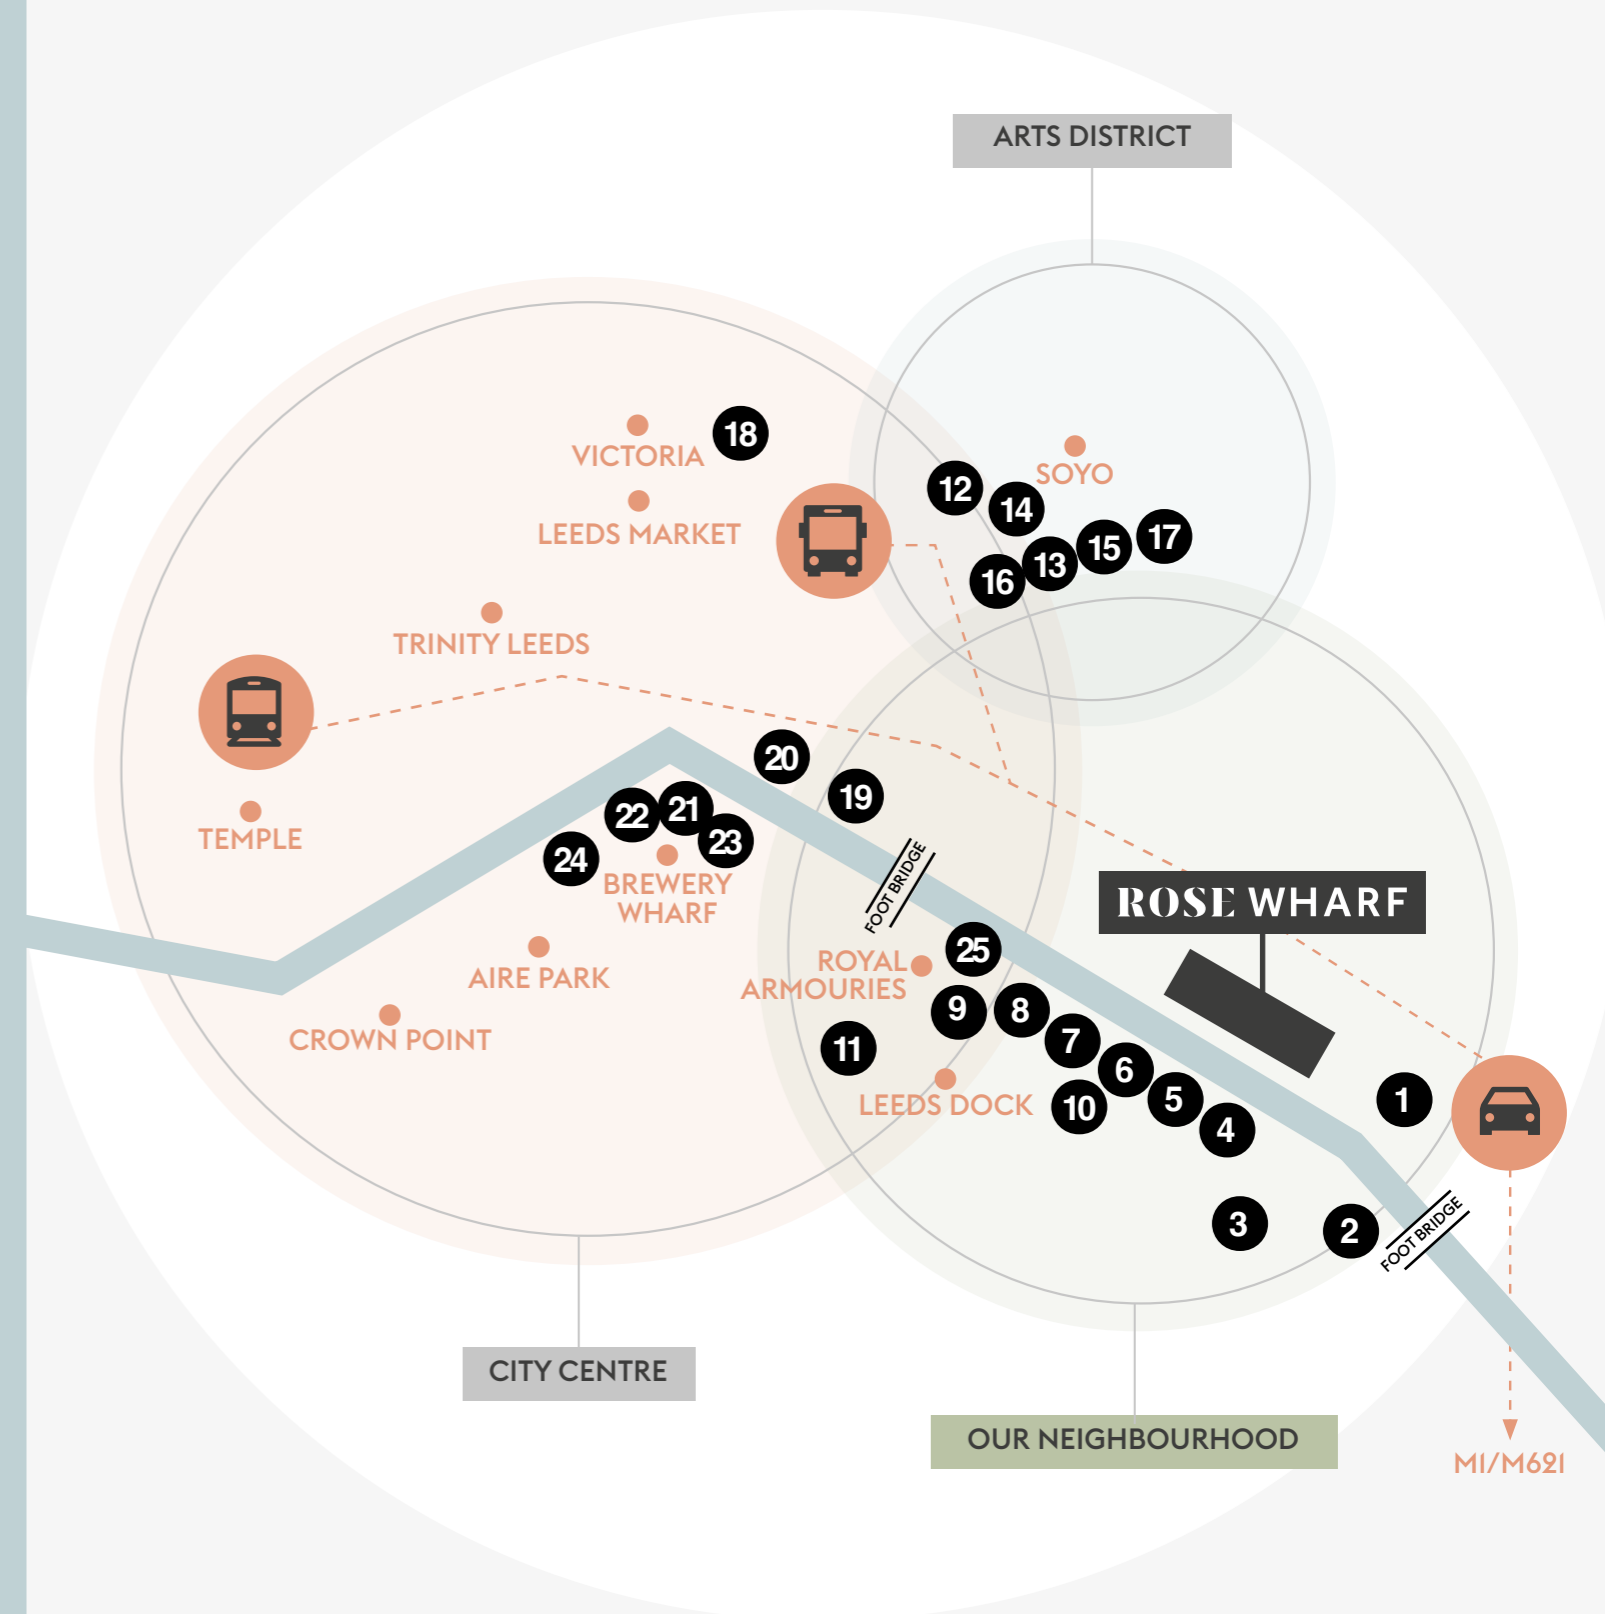 ARTS DISTRICT
VICTORIA
18
LEEDS MARKET
SOYO
12
14
17
15
13
16
TRINITY LEEDS
TEMPLE
20
19
21
22
23
24
BREWERY
WHARF
FOOT BRIDGE
ROSE WHARF
AIRE PARK
CROWN POINT
ROYAL
ARMOURIES
25
9
8
7
11
6
5
10
4
LEEDS DOCK
1
3
2
FOOT BRIDGE
CITY CENTRE
OUR NEIGHBOURHOOD
M1/M621